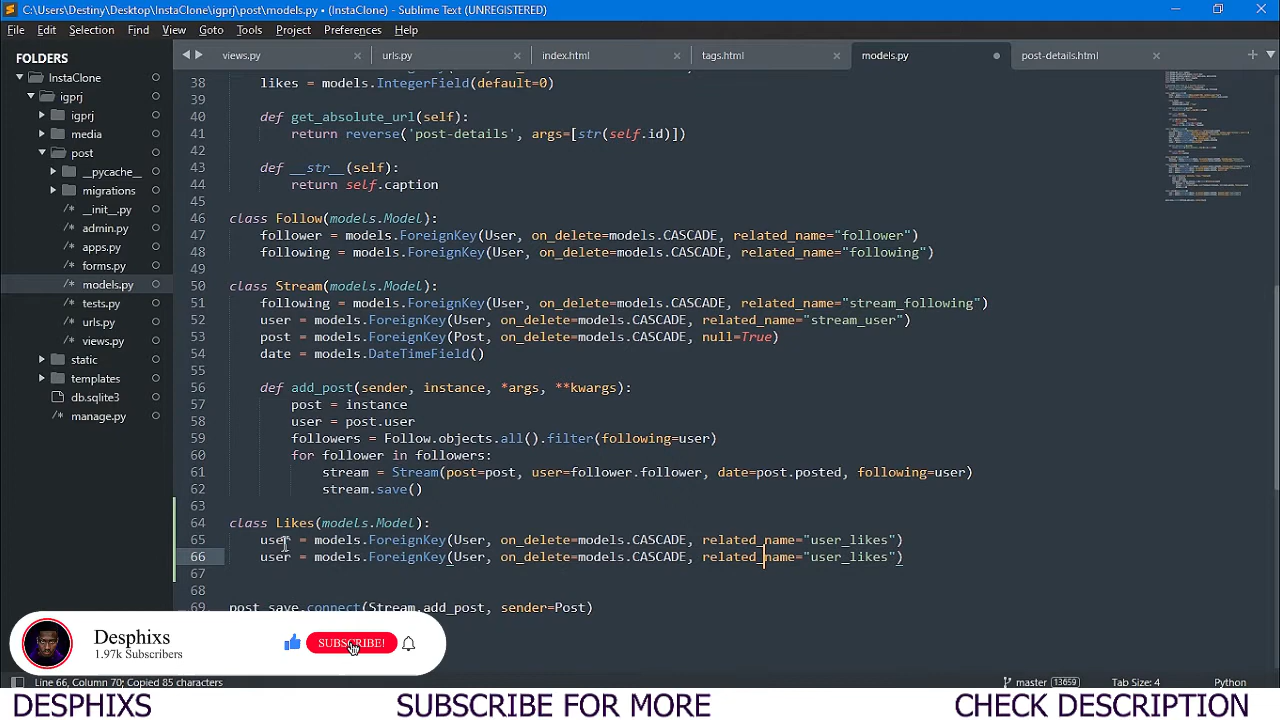 C:\Users\Destiny\Desktop\InstaClone\igprj\post\models.py • (InstaClone) - Sublime Text (UNREGISTERED)
File Edit Selection Find View Goto Tools Project Preferences Help
FOLDERS
InstaClone
igprj
igprj
media
post
__pycache__
migrations
/* __init__.py
/* admin.py
/* apps.py
/* forms.py
/* models.py
/* tests.py
/* urls.py
/* views.py
static
templates
db.sqlite3
/* manage.py
views.py urls.py index.html tags.html models.py post-details.html
38 likes = models.IntegerField(default=0)
39
40 def get_absolute_url(self):
41 return reverse('post-details', args=[str(self.id)])
42
43 def __str__(self):
44 return self.caption
45
46 class Follow(models.Model):
47 follower = models.ForeignKey(User, on_delete=models.CASCADE, related_name="follower")
48 following = models.ForeignKey(User, on_delete=models.CASCADE, related_name="following")
49
50 class Stream(models.Model):
51 following = models.ForeignKey(User, on_delete=models.CASCADE, related_name="stream_following")
52 user = models.ForeignKey(User, on_delete=models.CASCADE, related_name="stream_user")
53 post = models.ForeignKey(Post, on_delete=models.CASCADE, null=True)
54 date = models.DateTimeField()
55
56 def add_post(sender, instance, *args, **kwargs):
57 post = instance
58 user = post.user
59 followers = Follow.objects.all().filter(following=user)
60 for follower in followers:
61 stream = Stream(post=post, user=follower.follower, date=post.posted, following=user)
62 stream.save()
63
64 class Likes(models.Model):
65 user = models.ForeignKey(User, on_delete=models.CASCADE, related_name="user_likes")
66 user = models.ForeignKey(User, on_delete=models.CASCADE, related_name="user_likes")
67
68
69 post_save.connect(Stream.add_post, sender=Post)
Desphixs
1.97k Subscribers
SUBSCRIBE!
Line 66, Column 70; Copied 85 characters
master 13659 Tab Size: 4 Python
DESPHIXS SUBSCRIBE FOR MORE CHECK DESCRIPTION